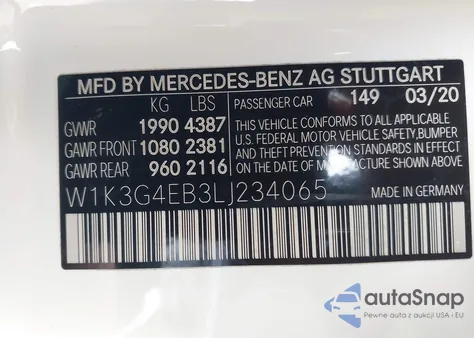 MFD BY MERCEDES-BENZ AG STUTTGART
KG LBS PASSENGER CAR 149 03/20
GVWR 1990 4387 THIS VEHICLE CONFORMS TO ALL APPLICABLE
GAWR FRONT 1080 2381 U.S. FEDERAL MOTOR VEHICLE SAFETY,BUMPER
AND THEFT PREVENTION STANDARDS IN EFFECT
GAWR REAR 960 2116 ON THE DATE OF MANUFACTURE SHOWN ABOVE.
W1K3G4EB3LJ234065 MADE IN GERMANY
autoSnap
Pewne auta z aukcji USA i EU